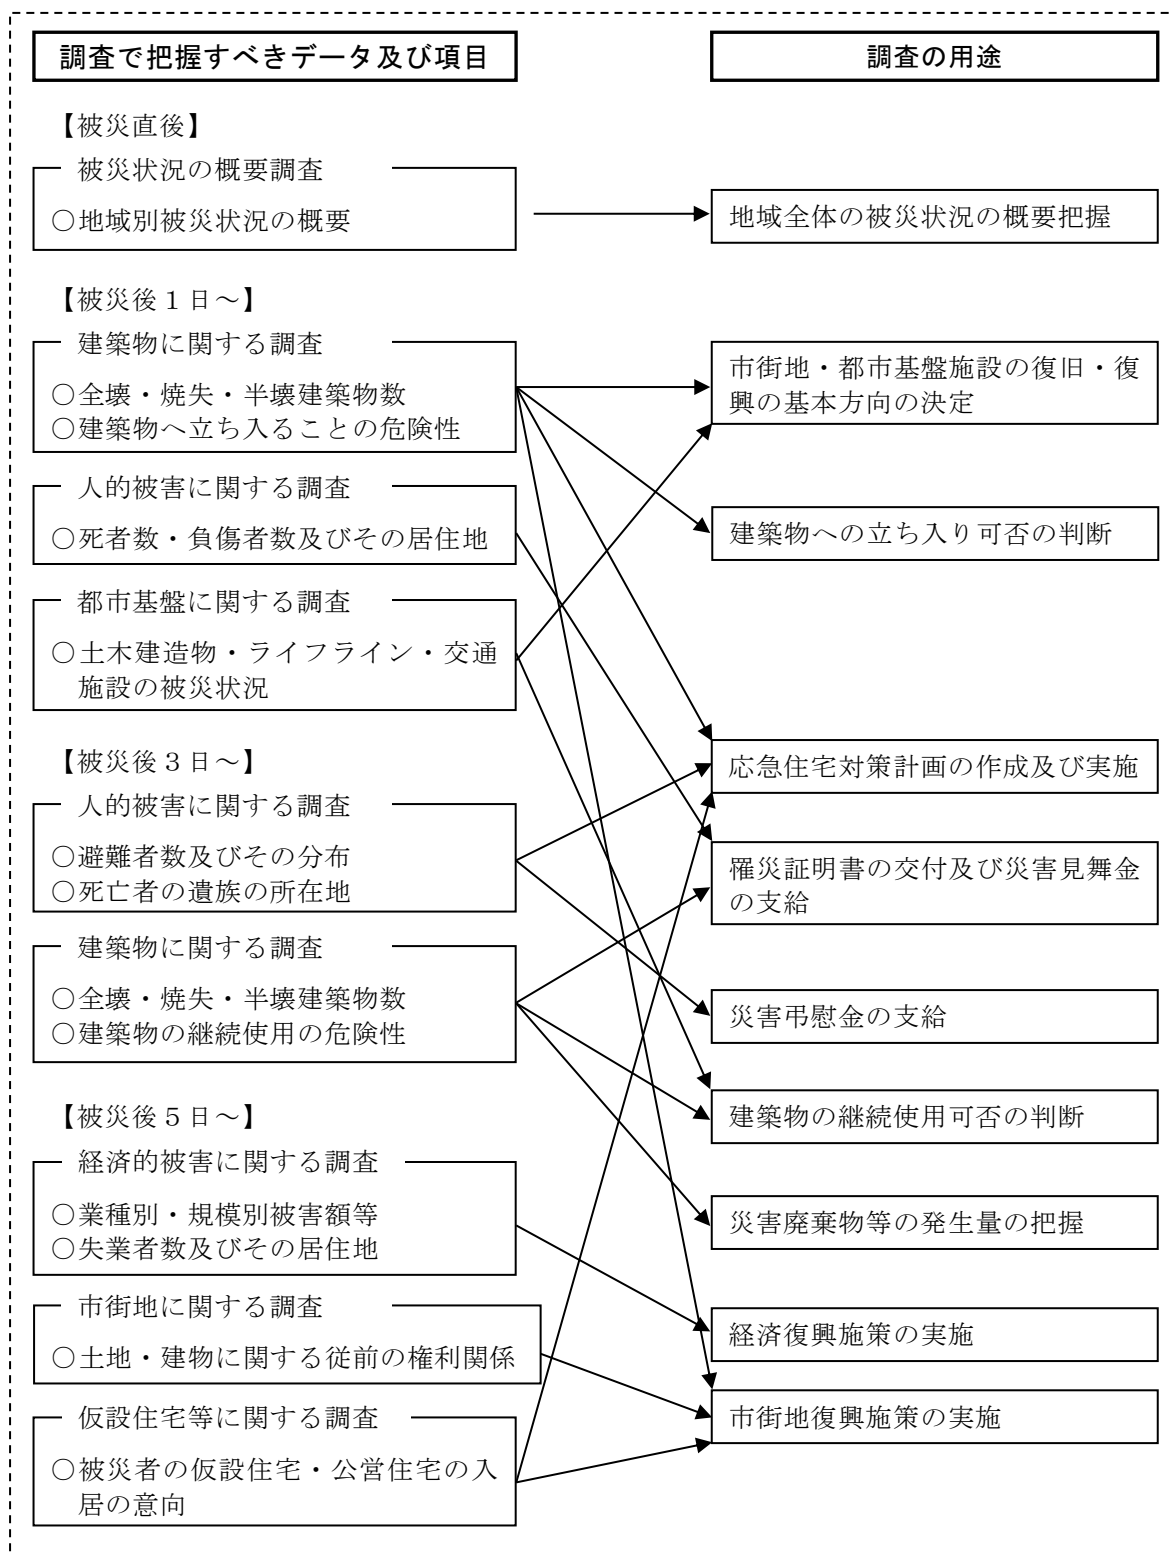 調査で把握すべきデータ及び項目
調査の用途
【被災直後】
被災状況の概要調査
○地域別被災状況の概要
地域全体の被災状況の概要把握
【被災後１日～】
建築物に関する調査
○全壊・焼失・半壊建築物数
○建築物へ立ち入ることの危険性
市街地・都市基盤施設の復旧・復
興の基本方向の決定
人的被害に関する調査
○死者数・負傷者数及びその居住地
建築物への立ち入り可否の判断
都市基盤に関する調査
○土木建造物・ライフライン・交通
施設の被災状況
【被災後３日～】
人的被害に関する調査
○避難者数及びその分布
○死亡者の遺族の所在地
応急住宅対策計画の作成及び実施
罹災証明書の交付及び災害見舞金
の支給
建築物に関する調査
○全壊・焼失・半壊建築物数
○建築物の継続使用の危険性
災害弔慰金の支給
建築物の継続使用可否の判断
【被災後５日～】
経済的被害に関する調査
○業種別・規模別被害額等
○失業者数及びその居住地
災害廃棄物等の発生量の把握
市街地に関する調査
○土地・建物に関する従前の権利関係
経済復興施策の実施
仮設住宅等に関する調査
○被災者の仮設住宅・公営住宅の入
居の意向
市街地復興施策の実施